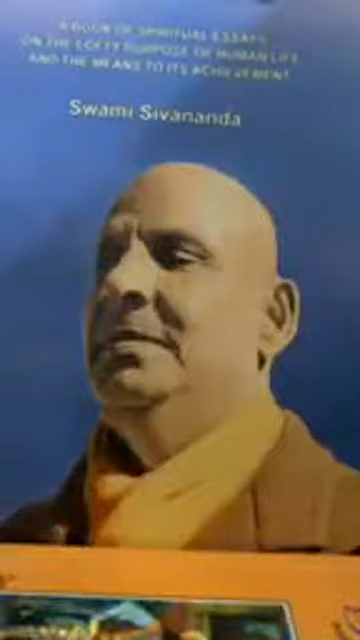 A BOOK OF SPIRITUAL ESSAYS
ON THE LOFTY PURPOSE OF HUMAN LIFE
AND THE MEANS TO ITS ACHIEVEMENT
Swami Sivananda